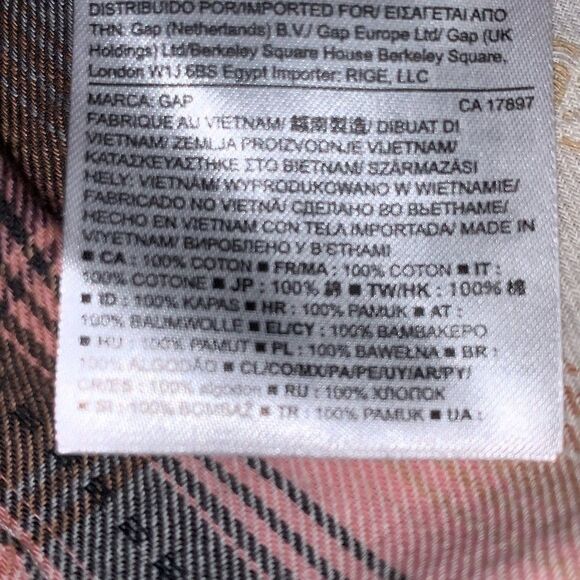 DISTRIBUIDO POR/IMPORTED FOR/ ΕΙΣΑΓΕΤΑΙ ΑΠΟ
ΤΗΝ: Gap (Netherlands) B.V./ Gap Europe Ltd/ Gap (UK
Holdings) Ltd/Berkeley Square House Berkeley Square,
London W1J 6BS Egypt Importer: RIGE, LLC
MARCA: GAP CA 17897
FABRIQUE AU VIETNAM/ 越南製造/ DIBUAT DI
VIETNAM/ ZEMLJA PROIZVODNJE VIJETNAM/
ΚΑΤΑΣΚΕΥΑΣΤΗΚΕ ΣΤΟ ΒΙΕΤΝΑΜ/ SZÁRMAZÁSI
HELY: VIETNÁM/ WYPRODUKOWANO W WIETNAMIE/
FABRICADO NO VIETNÃ/ СДЕЛАНО ВО ВЬЕТНАМЕ/
HECHO EN VIETNAM CON TELA IMPORTADA/ MADE IN
VIYETNAM/ ВИРОБЛЕНО У В'ЄТНАМІ
■ CA : 100% COTTON ■ FR/MA : 100% COTON ■ IT :
100% COTONE ■ JP : 100% 綿 ■ TW/HK : 100% 棉
■ ID : 100% KAPAS ■ HR : 100% PAMUK ■ AT :
100% BAUMWOLLE ■ EL/CY : 100% ΒΑΜΒΑΚΕΡΟ
■ HU : 100% PAMUT ■ PL : 100% BAWEŁNA ■ BR :
100% ALGODÃO ■ CL/CO/MX/PA/PE/UY/AR/PY/
CR/ES : 100% algodon ■ RU : 100% ХЛОПОК
■ SI : 100% BOMBAŽ ■ TR : 100% PAMUK ■ UA :